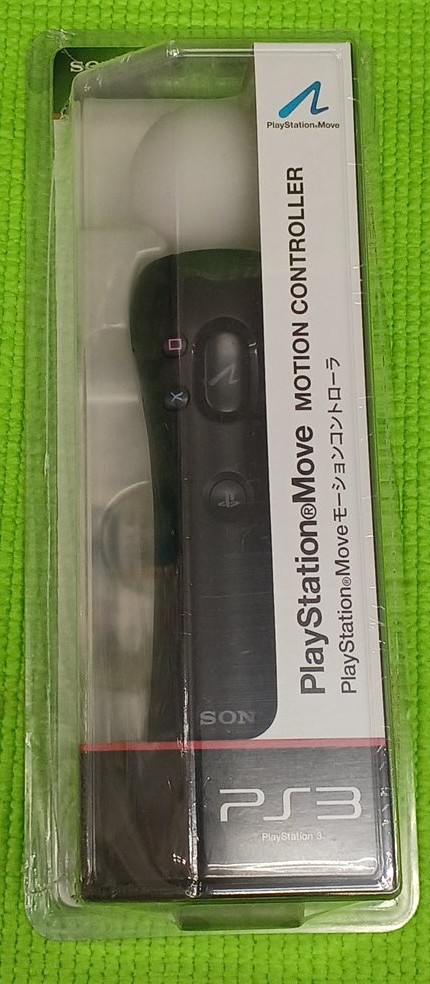 SO
PlayStation®Move
PlayStation®Move MOTION CONTROLLER
PlayStation®Moveモーションコントローラ
SON
PS3
PlayStation 3